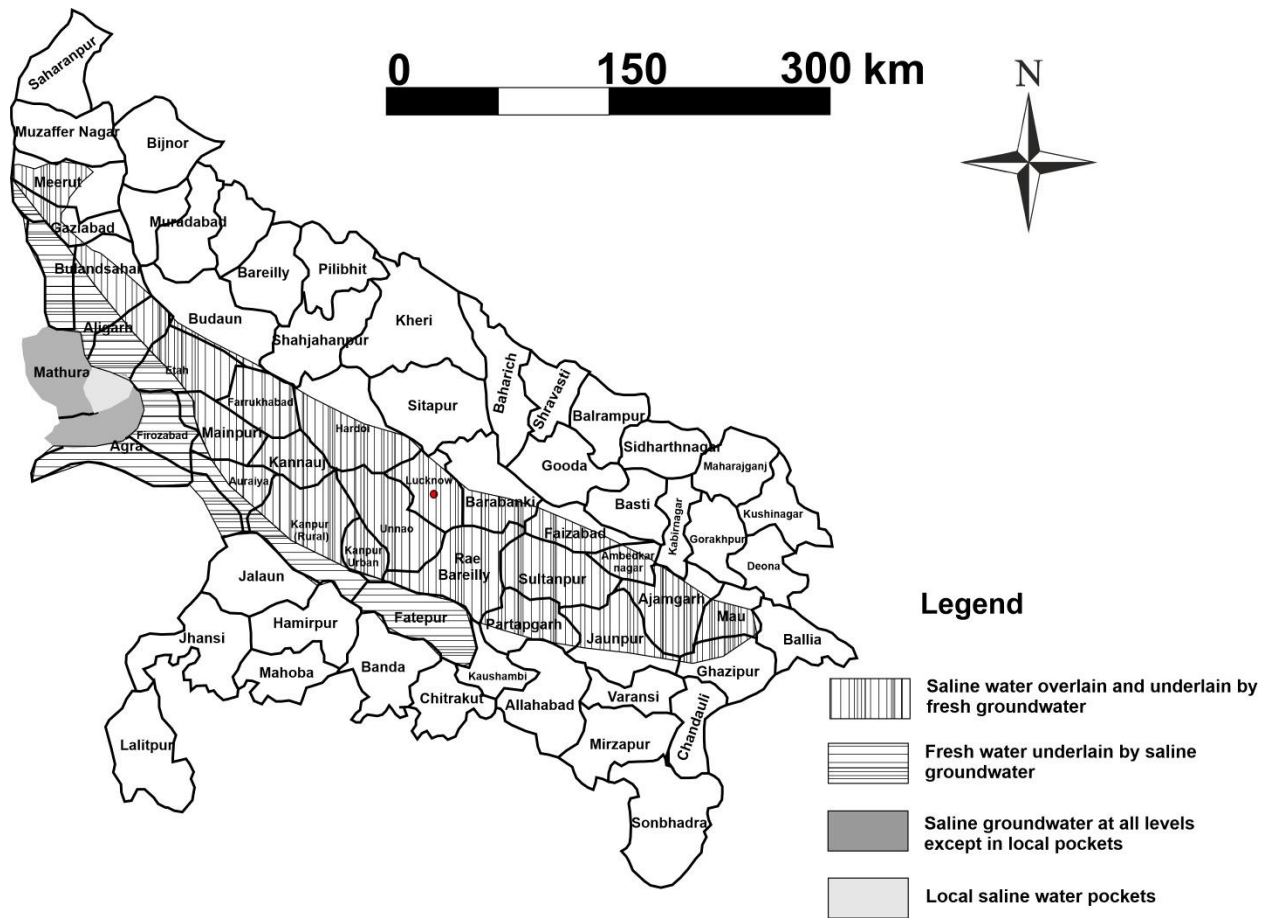 0 150 300 km
N
Saharanpur
Muzaffer Nagar
Bijnor
Meerut
Muradabad
Gaziabad
Bulandsahar
Bareilly
Pilibhit
Budaun
Kheri
Aligarh
Shahjahanpur
Mathura
Etah
Farrukhabad
Sitapur
Baharich
Shravasti
Balrampur
Hardoi
Firozabad
Agra
Mainpuri
Sidharthnagar
Kannauj
Gooda
Maharajganj
Auraiya
Lucknow
Barabanki
Basti
Kabirnagar
Kushinagar
Kanpur
(Rural)
Unnao
Faizabad
Gorakhpur
Kanpur
Urban
Rae
Bareilly
Ambedkar
nagar
Deona
Jalaun
Sultanpur
Ajamgarh
Legend
Hamirpur
Fatepur
Partapgarh
Jaunpur
Mau
Jhansi
Ballia
Mahoba
Banda
Kaushambi
Ghazipur
Chitrakut
Allahabad
Varansi
Chandauli
Lalitpur
Mirzapur
Sonbhadra
Saline water overlain and underlain by
fresh groundwater
Fresh water underlain by saline
groundwater
Saline groundwater at all levels
except in local pockets
Local saline water pockets